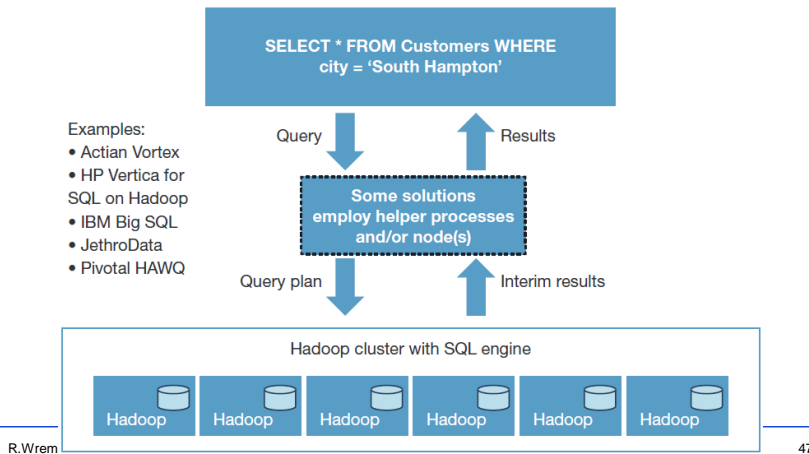 SELECT * FROM Customers WHERE
city = ‘South Hampton’
Examples:
• Actian Vortex
• HP Vertica for
SQL on Hadoop
• IBM Big SQL
• JethroData
• Pivotal HAWQ
Query
Results
Some solutions
employ helper processes
and/or node(s)
Query plan
Interim results
Hadoop cluster with SQL engine
Hadoop
Hadoop
Hadoop
Hadoop
Hadoop
Hadoop
R.Wrem
47